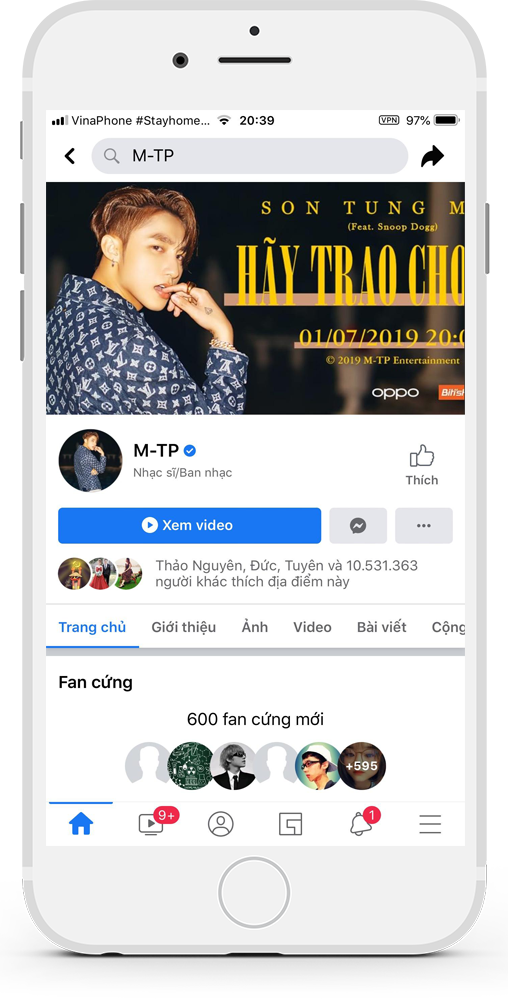 VinaPhone #Stayhome... 20:39 VPN 97%
M-TP
SON TUNG M
(Feat. Snoop Dogg)
HÃY TRAO CHO
01/07/2019 20:0
© 2019 M-TP Entertainment
oppo Biti's
M-TP
Nhạc sĩ/Ban nhạc
Thích
Xem video
Thảo Nguyên, Đức, Tuyên và 10.531.363
người khác thích địa điểm này
Trang chủ Giới thiệu Ảnh Video Bài viết Cộng
Fan cứng
600 fan cứng mới
+595
9+ 1